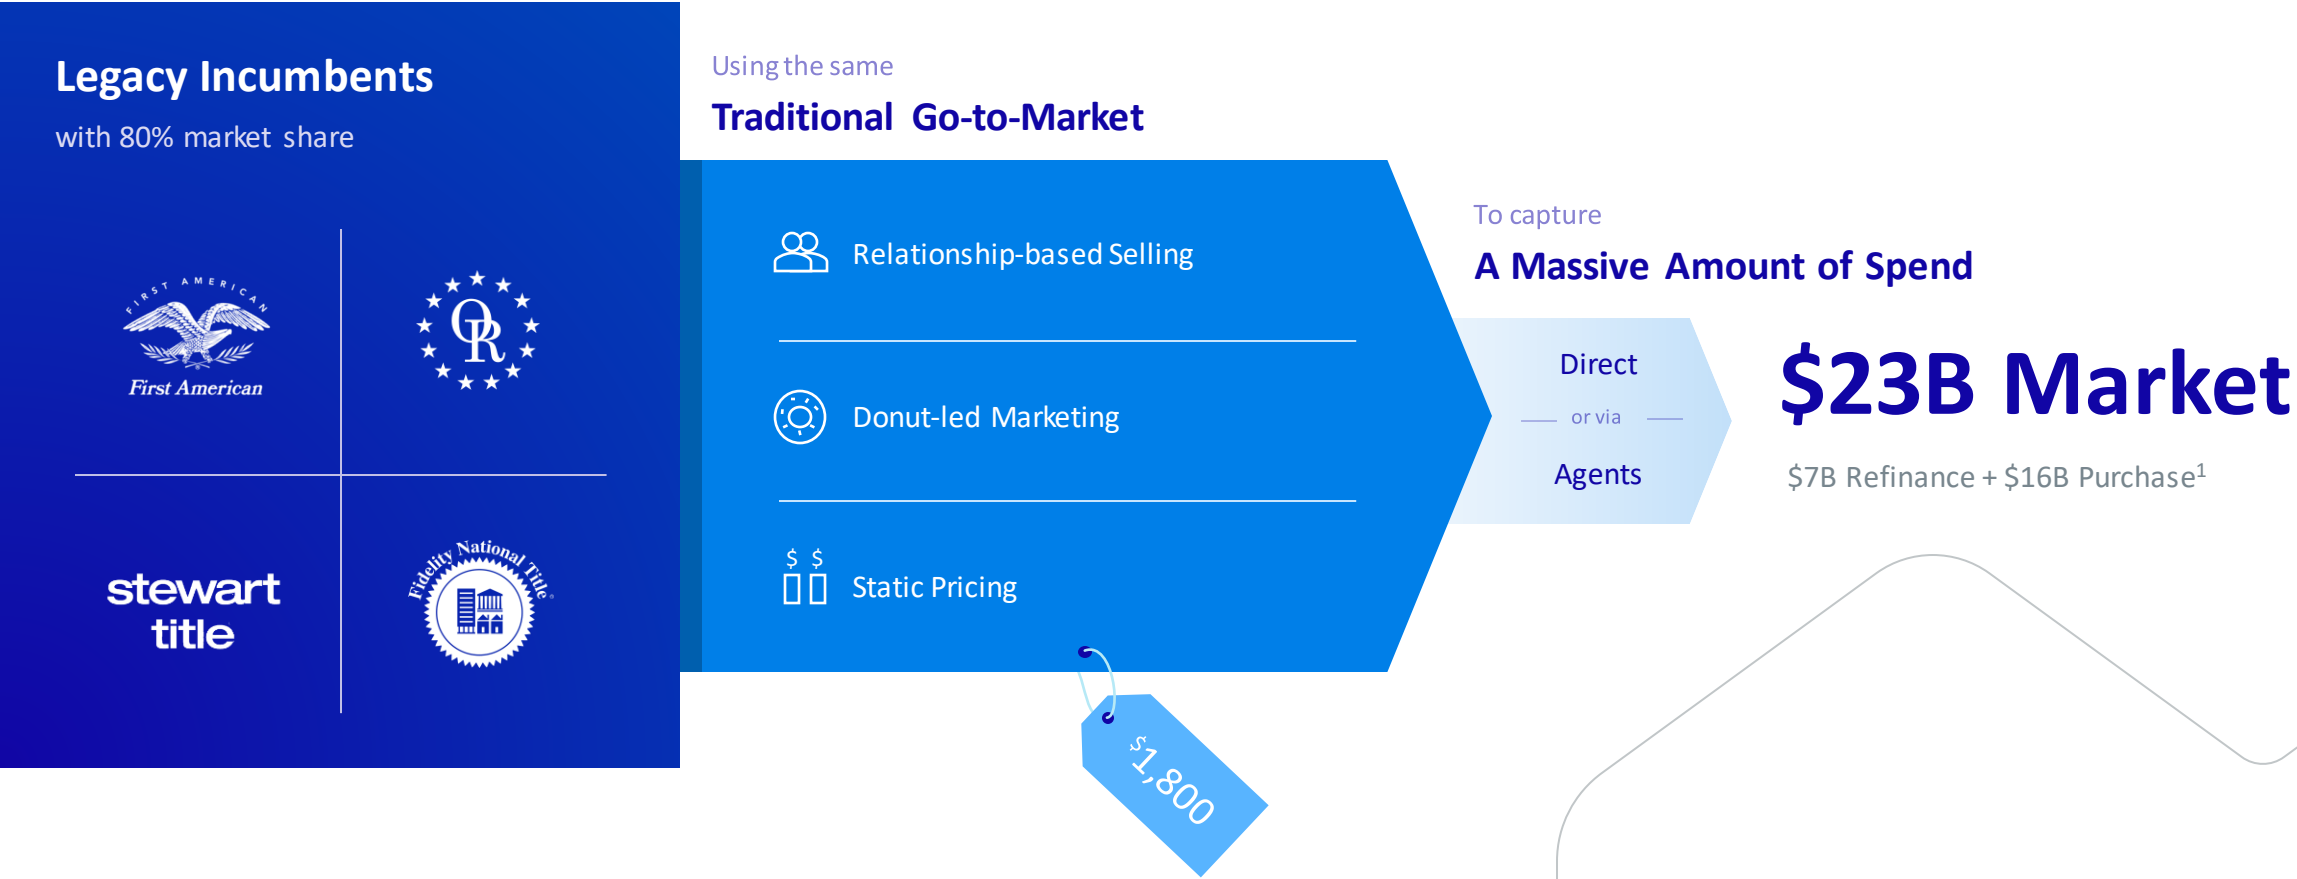 Legacy Incumbents
with 80% market share
FIRST AMERICAN
First American
OR
stewart
title
Fidelity National Title®
Using the same
Traditional Go-to-Market
Relationship-based Selling
Donut-led Marketing
$ $
Static Pricing
$1,800
To capture
A Massive Amount of Spend
Direct
or via
Agents
$23B Market
$7B Refinance + $16B Purchase¹